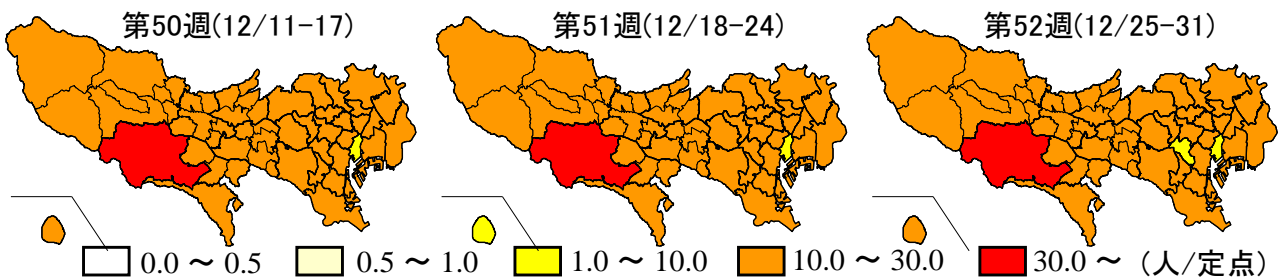 第50週(12/11-17) 第51週(12/18-24) 第52週(12/25-31)
0.0 ～ 0.5 0.5 ～ 1.0 1.0 ～ 10.0 10.0 ～ 30.0 30.0 ～ (人/定点)